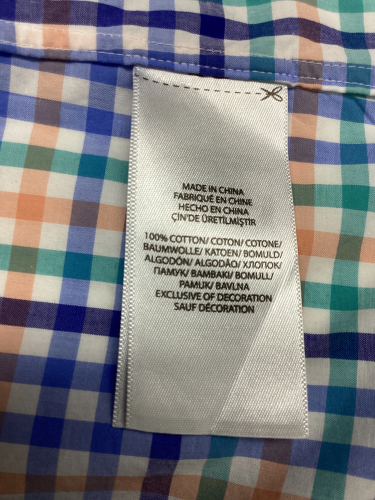 MADE IN CHINA
FABRIQUÉ EN CHINE
HECHO EN CHINA
ÇİN'DE ÜRETİLMİŞTİR
100% COTTON/ COTON/ COTONE/
BAUMWOLLE/ KATOEN/ BOMULD/
ALGODÓN/ ALGODÃO/ ХЛОПОК/
ПАМУК/ BAMBAKI/ BOMULL/
PAMUK/ BAVLNA
EXCLUSIVE OF DECORATION
SAUF DÉCORATION